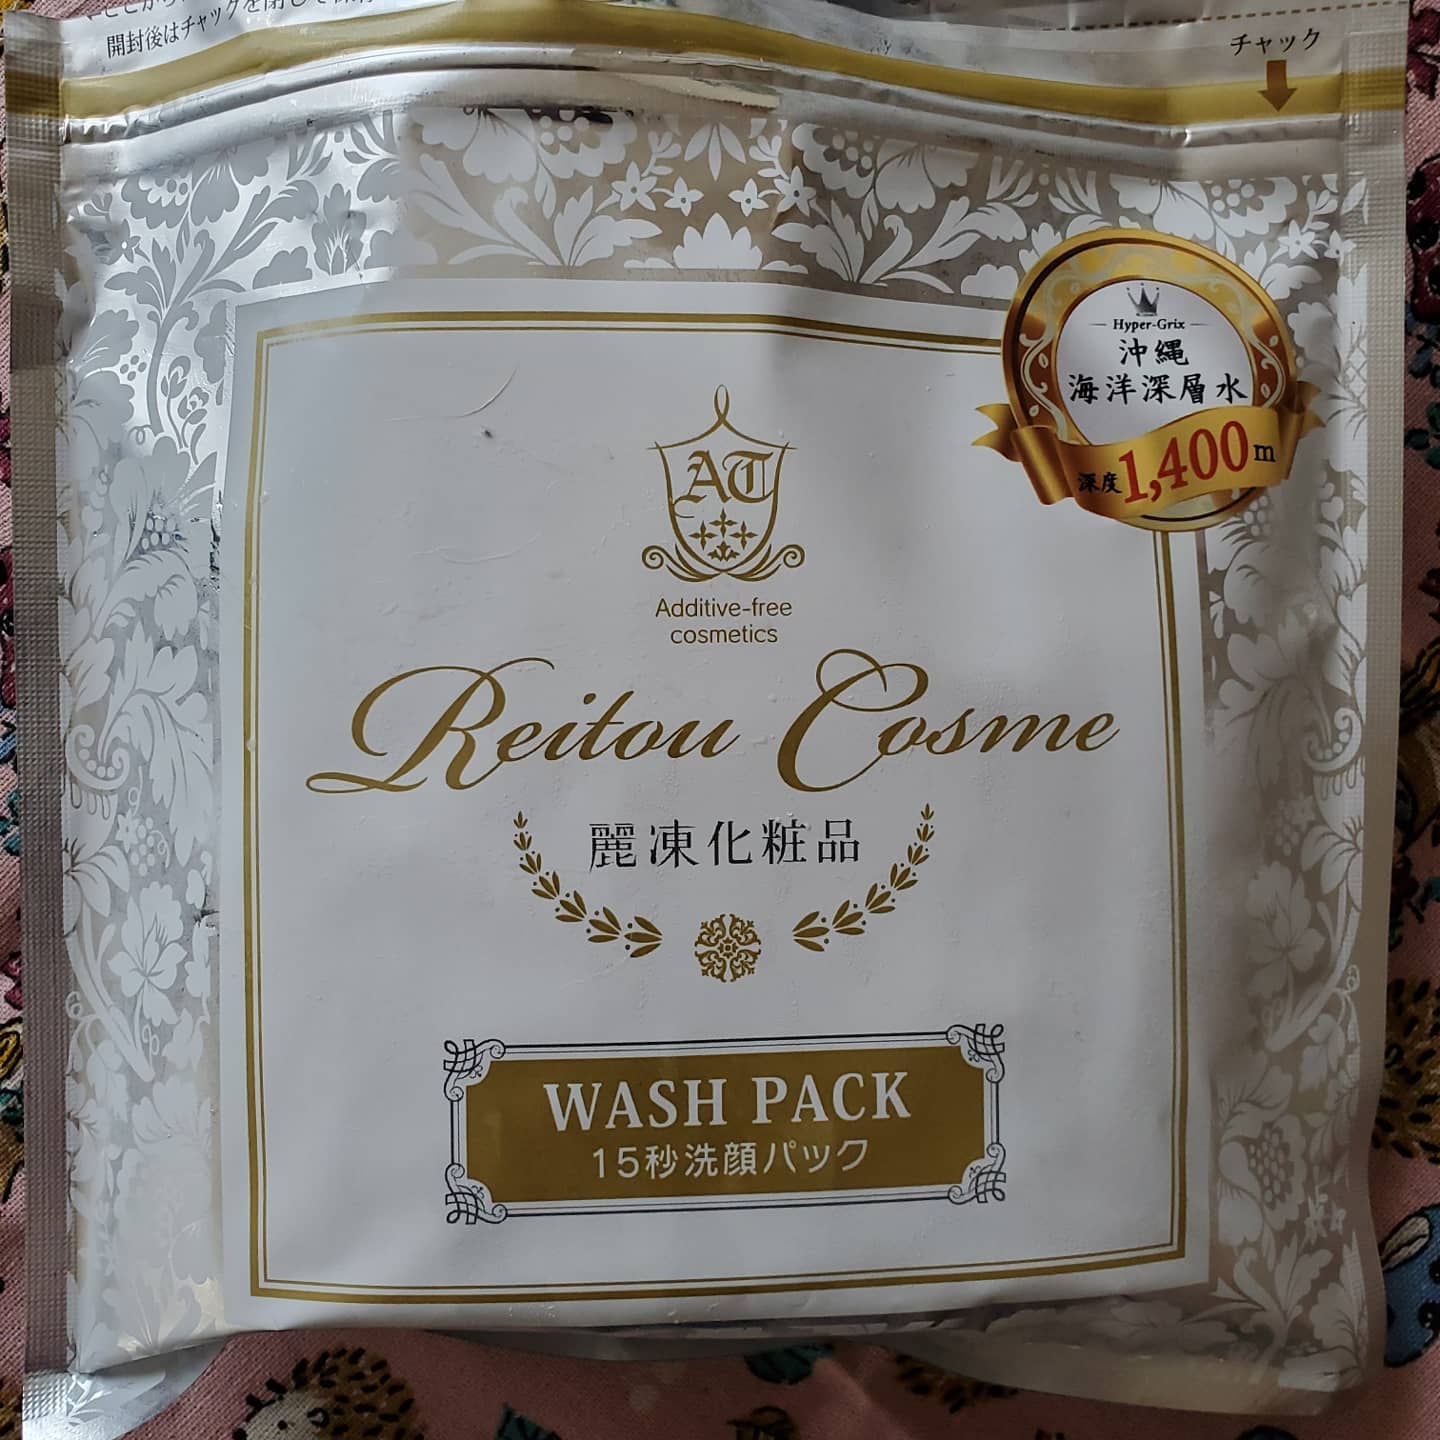 開封後はチャックを閉じて保存
チャック
Hyper-Grix
沖縄
海洋深層水
深度1,400m
AT
Additive-free
cosmetics
Reitou Cosme
麗凍化粧品
WASH PACK
15秒洗顔パック